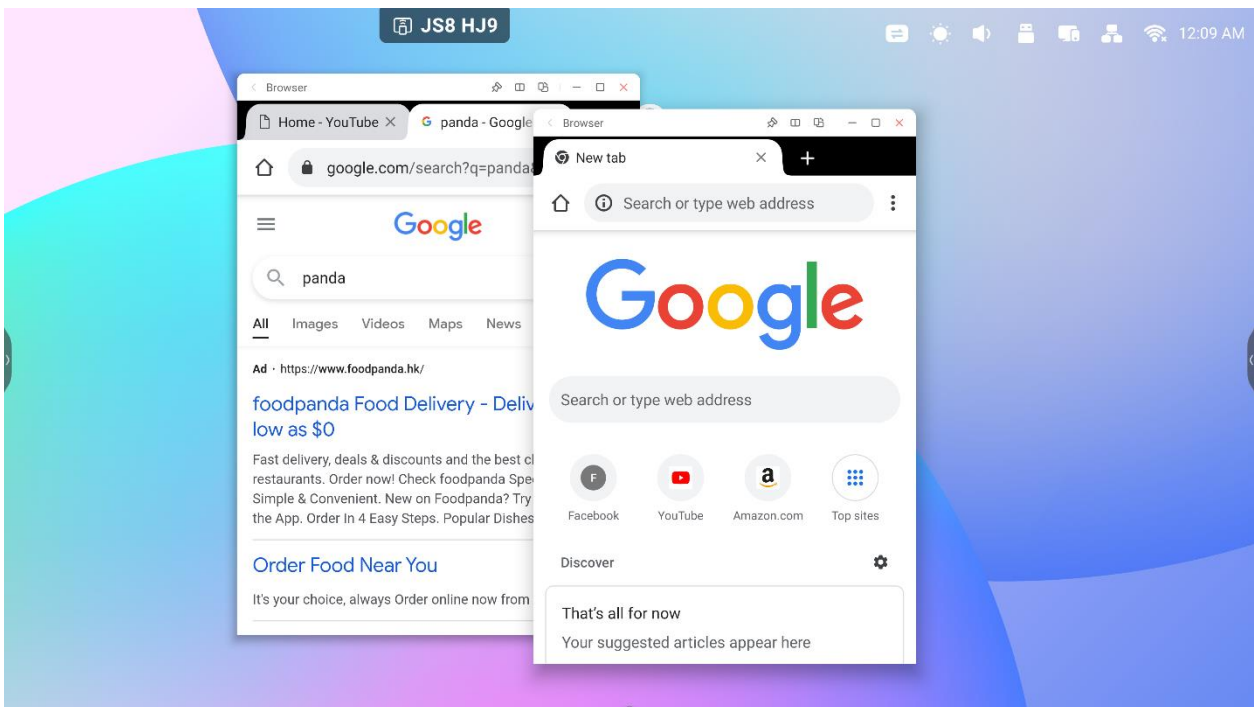 JS8 HJ9
12:09 AM
Browser
Home - YouTube
panda - Google
google.com/search?q=panda
Google
panda
All Images Videos Maps News
Ad · https://www.foodpanda.hk/
foodpanda Food Delivery - Deliv
low as $0
Fast delivery, deals & discounts and the best
restaurants. Order now! Check foodpanda Spe
Simple & Convenient. New on Foodpanda? Try
the App. Order In 4 Easy Steps. Popular Dishes
Order Food Near You
It's your choice, always Order online now from
Browser
New tab
Search or type web address
Google
Search or type web address
F
Facebook YouTube Amazon.com Top sites
Discover
That's all for now
Your suggested articles appear here